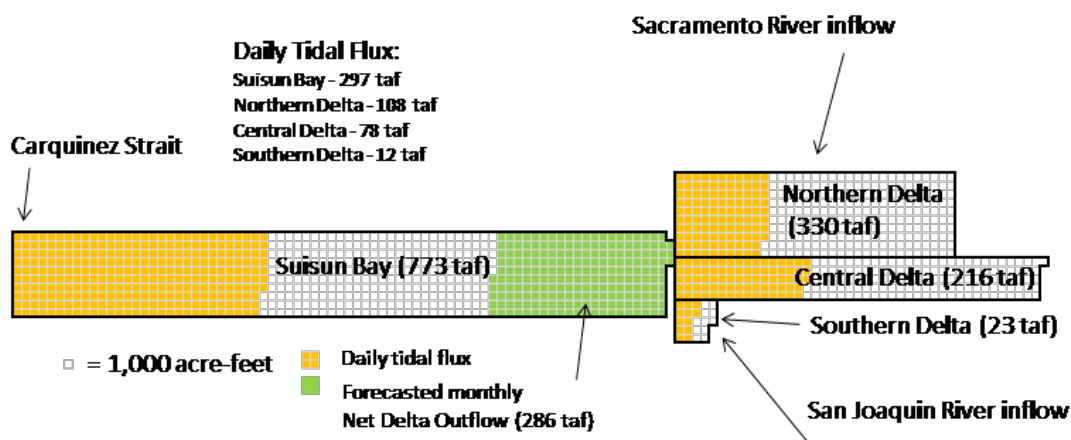 Sacramento River inflow
Daily Tidal Flux:
Suisun Bay - 297 taf
Northern Delta - 108 taf
Central Delta - 78 taf
Southern Delta - 12 taf
Carquinez Strait
Northern Delta
(330 taf)
Suisun Bay (773 taf)
Central Delta (216 taf)
Southern Delta (23 taf)
= 1,000 acre-feet
Daily tidal flux
Forecasted monthly
Net Delta Outflow (286 taf)
San Joaquin River inflow